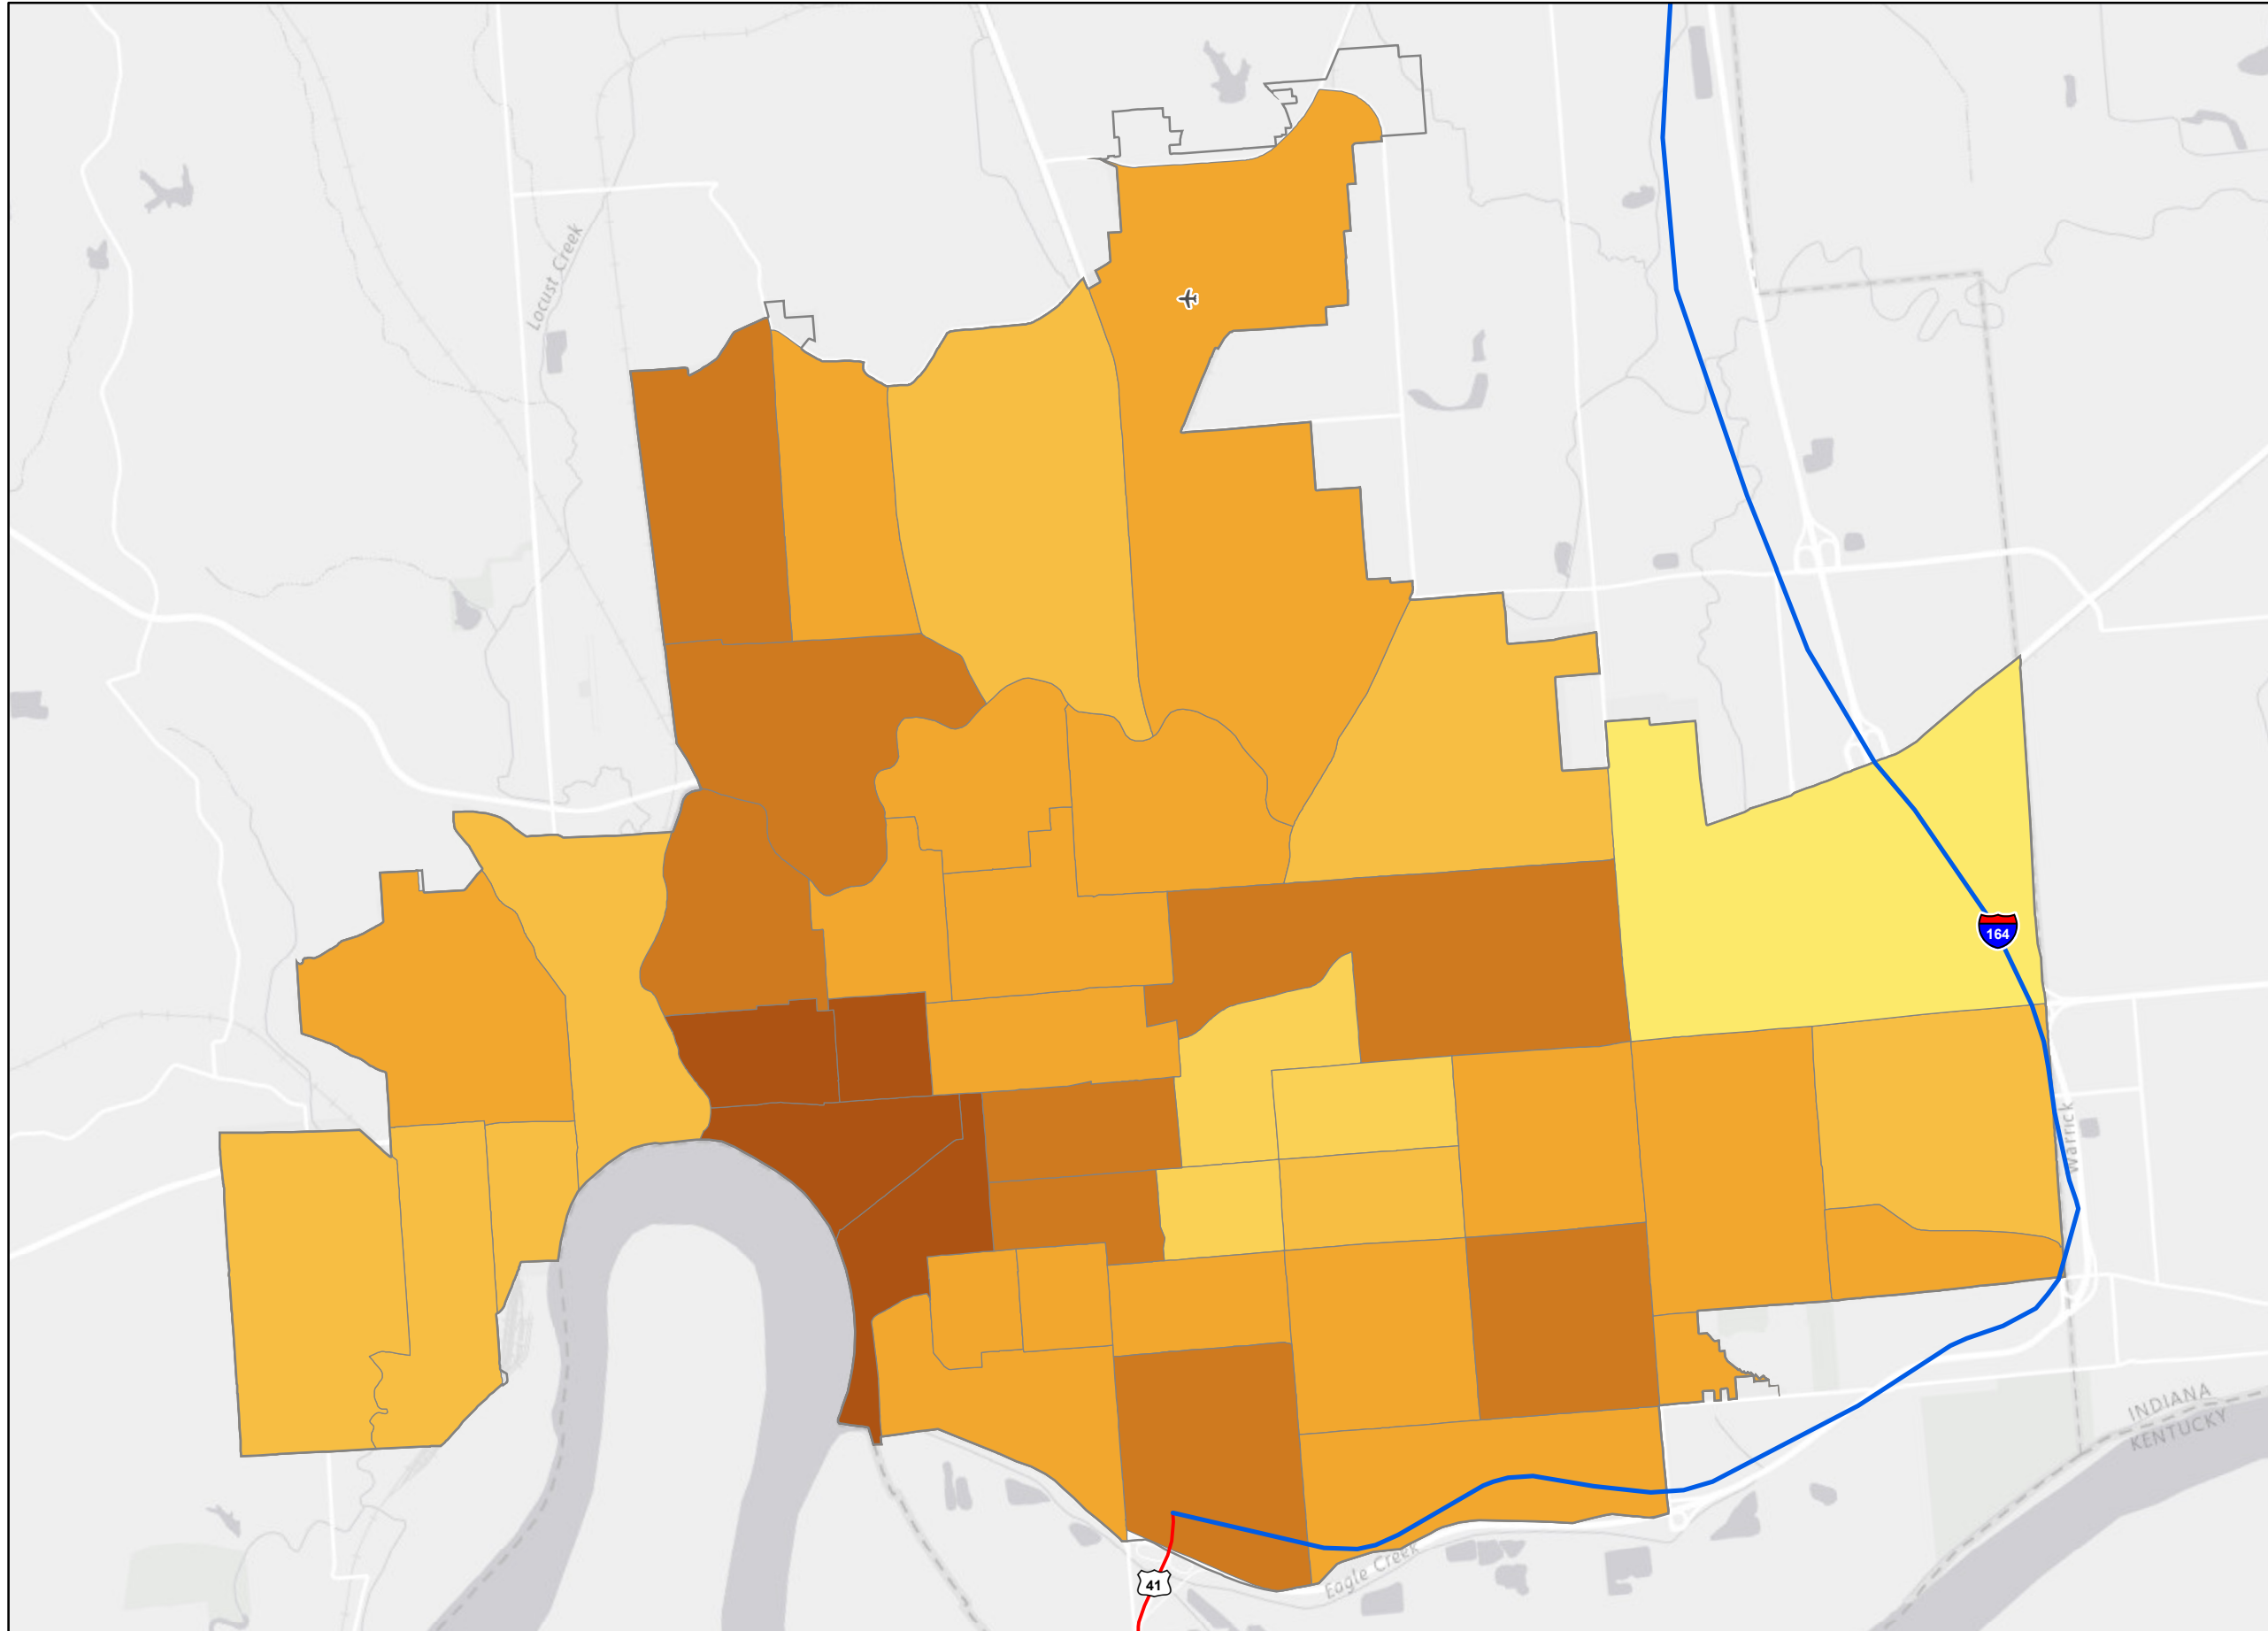 Locust Creek
164
Warrick
INDIANA
KENTUCKY
Eagle Creek
41